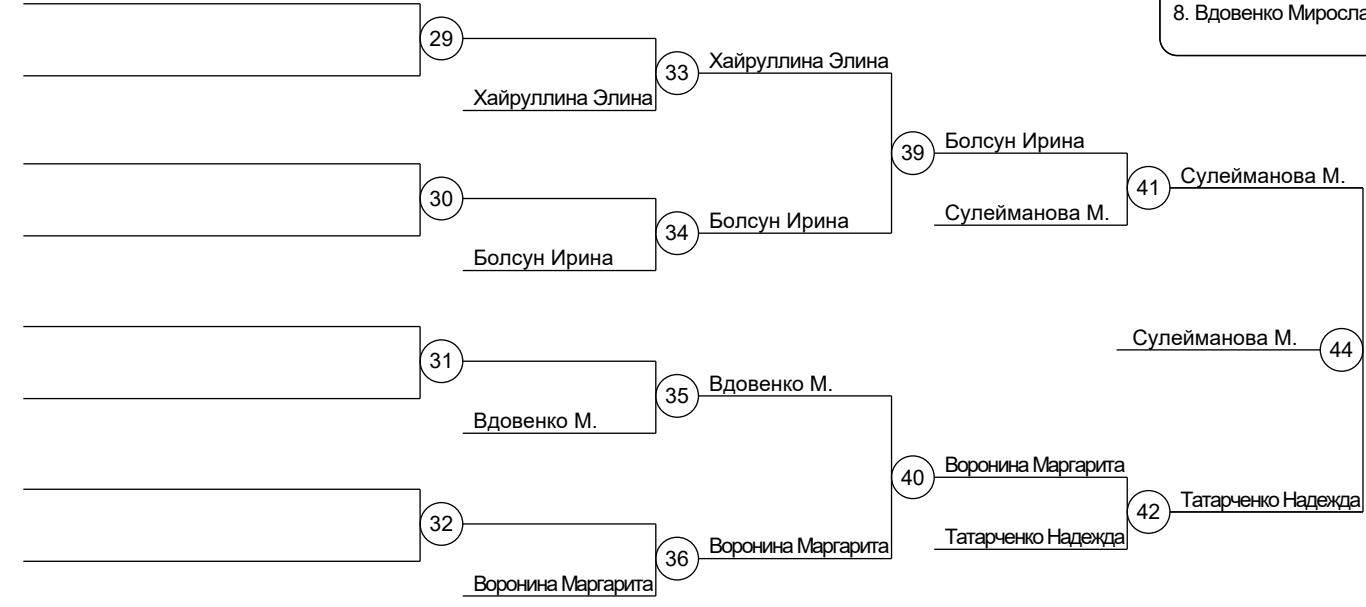 8. Вдовенко Миросла
29
33
Хайруллина Элина
Хайруллина Элина
39
Болсун Ирина
41
Сулейманова М.
30
34
Болсун Ирина
Сулейманова М.
Болсун Ирина
Сулейманова М.
44
31
35
Вдовенко М.
Вдовенко М.
40
Воронина Маргарита
42
Татарченко Надежда
32
36
Воронина Маргарита
Татарченко Надежда
Воронина Маргарита